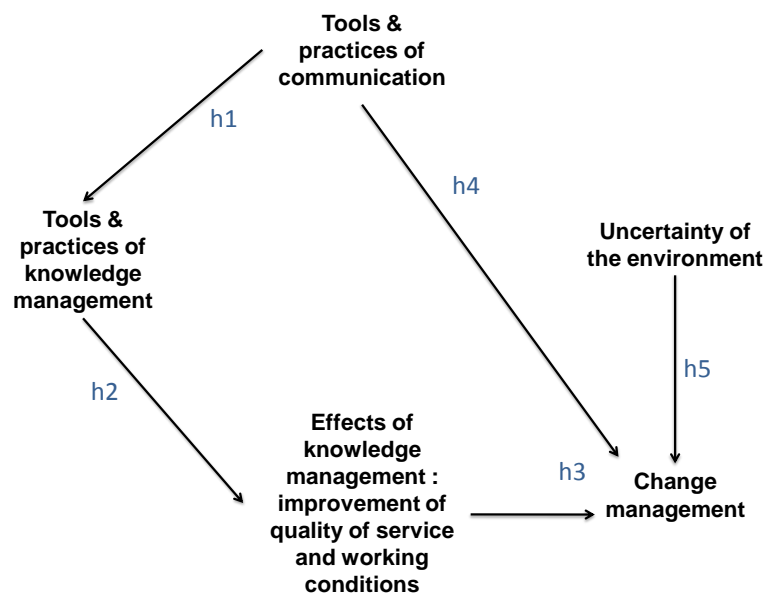 Tools &
practices of
communication
h1
h4
Tools &
practices of
knowledge
management
Uncertainty of
the environment
h5
h2
Effects of
knowledge
management :
improvement of
quality of service
and working
conditions
h3
Change
management